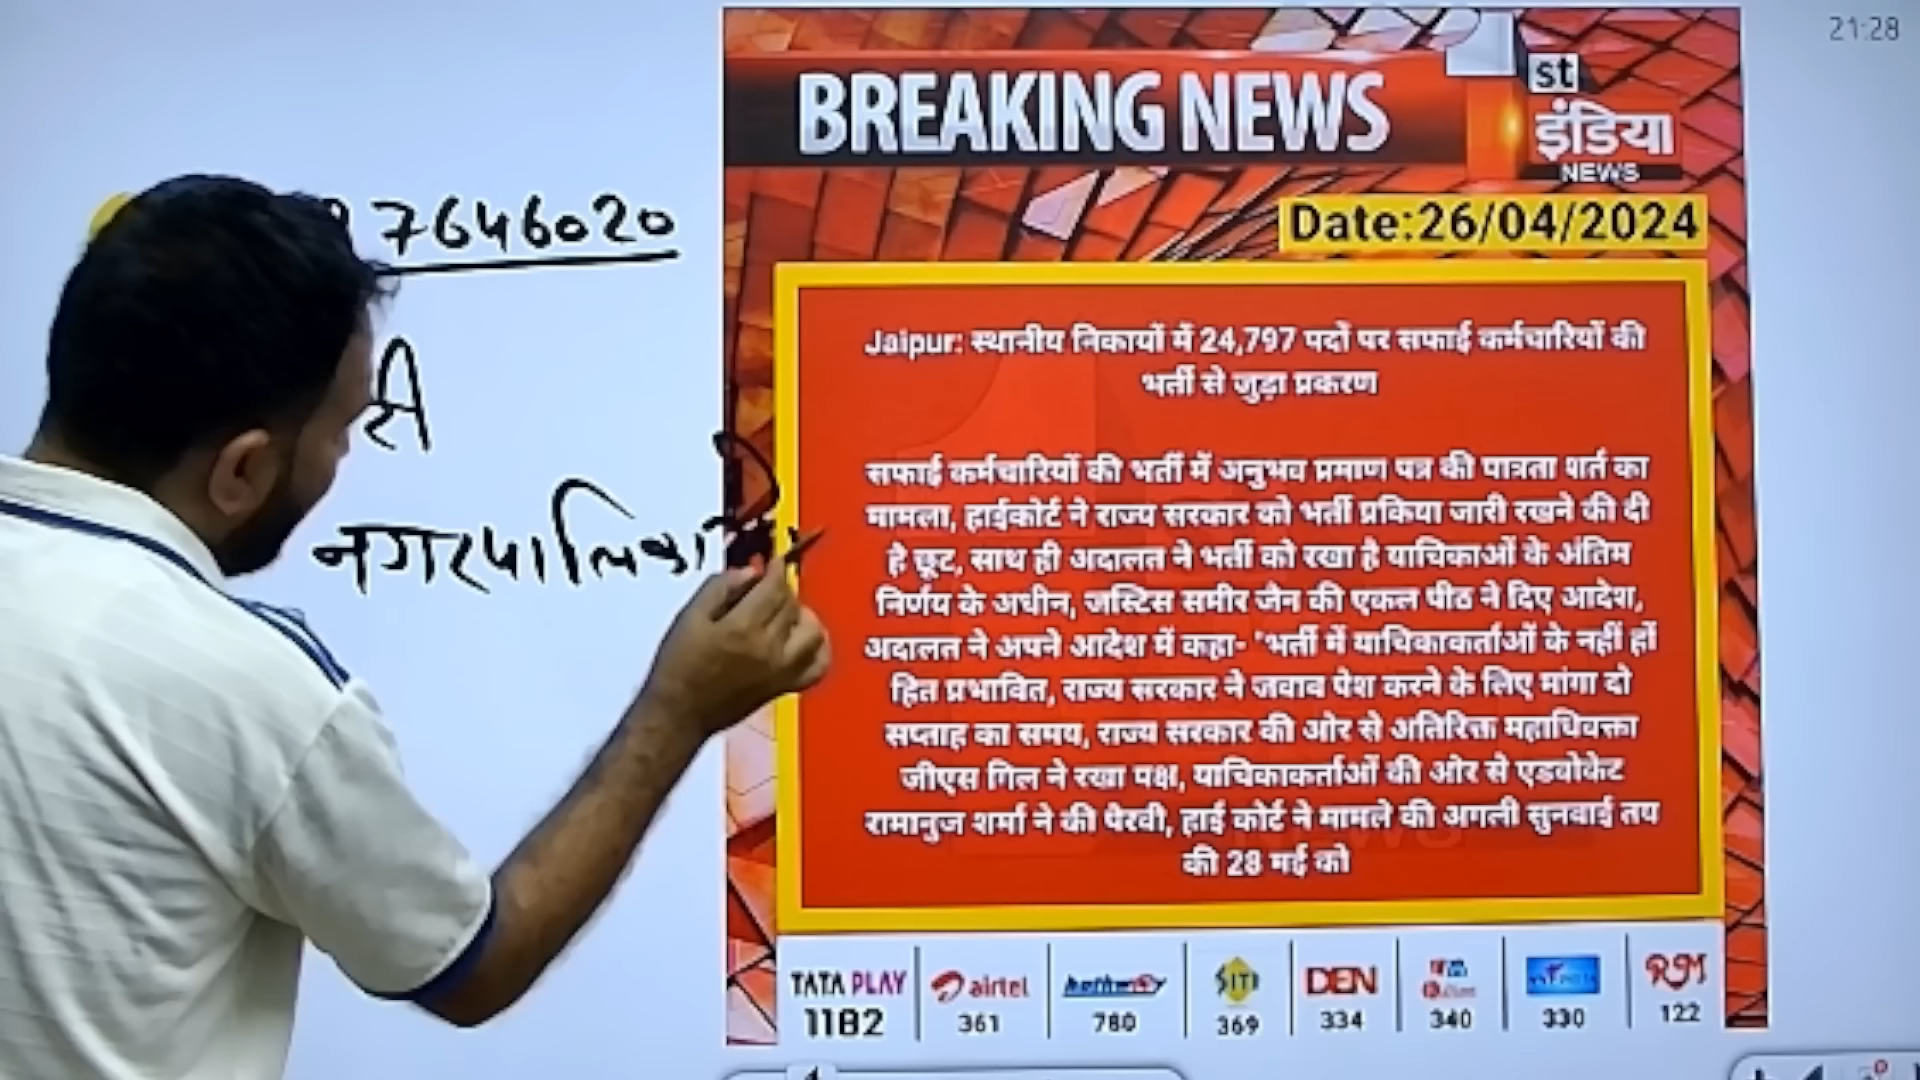 21:28
BREAKING NEWS
st
इंडिया
NEWS
Date:26/04/2024
7646020
से
नगरपालिका
Jaipur: स्थानीय निकायों में 24,797 पदों पर सफाई कर्मचारियों की
भर्ती से जुड़ा प्रकरण
सफाई कर्मचारियों की भर्ती में अनुभव प्रमाण पत्र की पात्रता शर्त का
मामला, हाईकोर्ट ने राज्य सरकार को भर्ती प्रकिया जारी रखने की दी
है छूट, साथ ही अदालत ने भर्ती को रखा है याचिकाओं के अंतिम
निर्णय के अधीन, जस्टिस समीर जैन की एकल पीठ ने दिए आदेश,
अदालत ने अपने आदेश में कहा- 'भर्ती में याचिकाकर्ताओं के नहीं हों
हित प्रभावित, राज्य सरकार ने जवाब पेश करने के लिए मांगा दो
सप्ताह का समय, राज्य सरकार की ओर से अतिरिक्त महाधिवक्ता
जीएस गिल ने रखा पक्ष, याचिकाकर्ताओं की ओर से एडवोकेट
रामानुज शर्मा ने की पैरवी, हाई कोर्ट ने मामले की अगली सुनवाई तय
की 28 मई को
TATA PLAY airtel hathway SITI DEN RM
1182 361 780 369 334 340 330 122